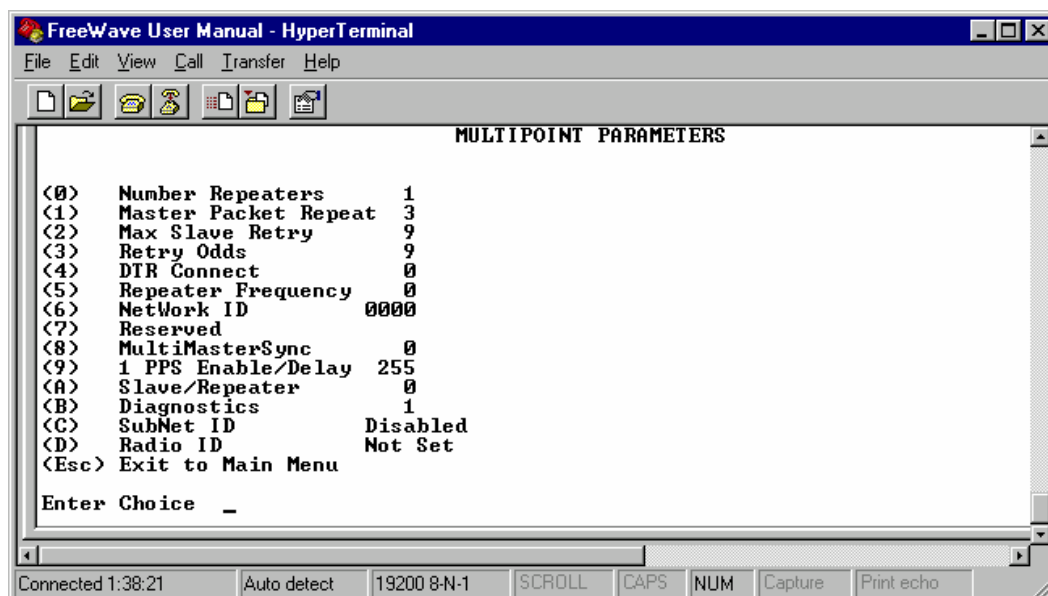 FreeWave User Manual - HyperTerminal
File Edit View Call Transfer Help
MULTIPOINT PARAMETERS
(0) Number Repeaters 1
(1) Master Packet Repeat 3
(2) Max Slave Retry 9
(3) Retry Odds 9
(4) DTR Connect 0
(5) Repeater Frequency 0
(6) NetWork ID 0000
(7) Reserved
(8) MultiMasterSync 0
(9) 1 PPS Enable/Delay 255
(A) Slave/Repeater 0
(B) Diagnostics 1
(C) SubNet ID Disabled
(D) Radio ID Not Set
(Esc) Exit to Main Menu
Enter Choice _
Connected 1:38:21 Auto detect 19200 8-N-1 SCROLL CAPS NUM Capture Print echo